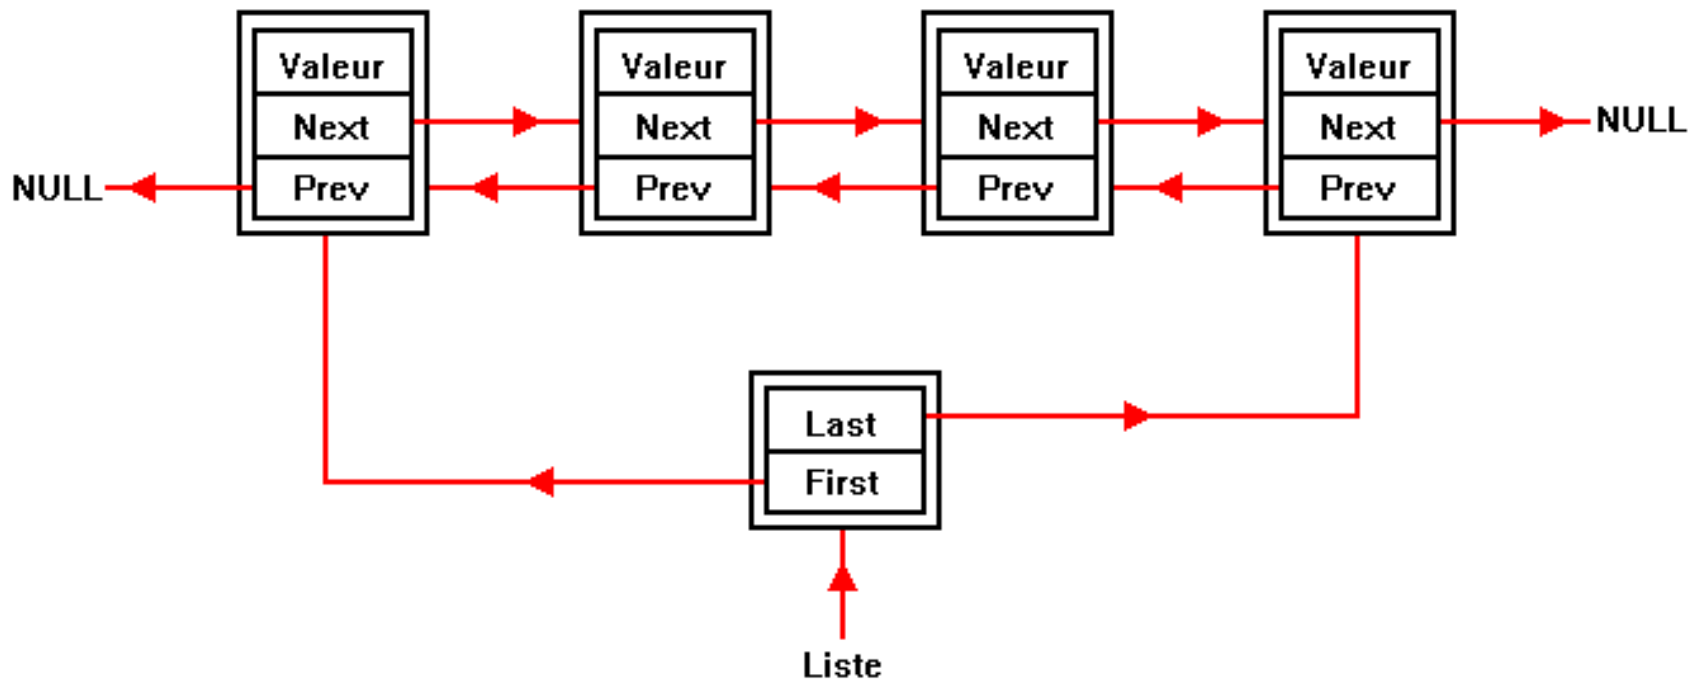 Valeur Valeur Valeur Valeur
Next Next Next Next NULL
NULL Prev Prev Prev Prev
Last
First
Liste